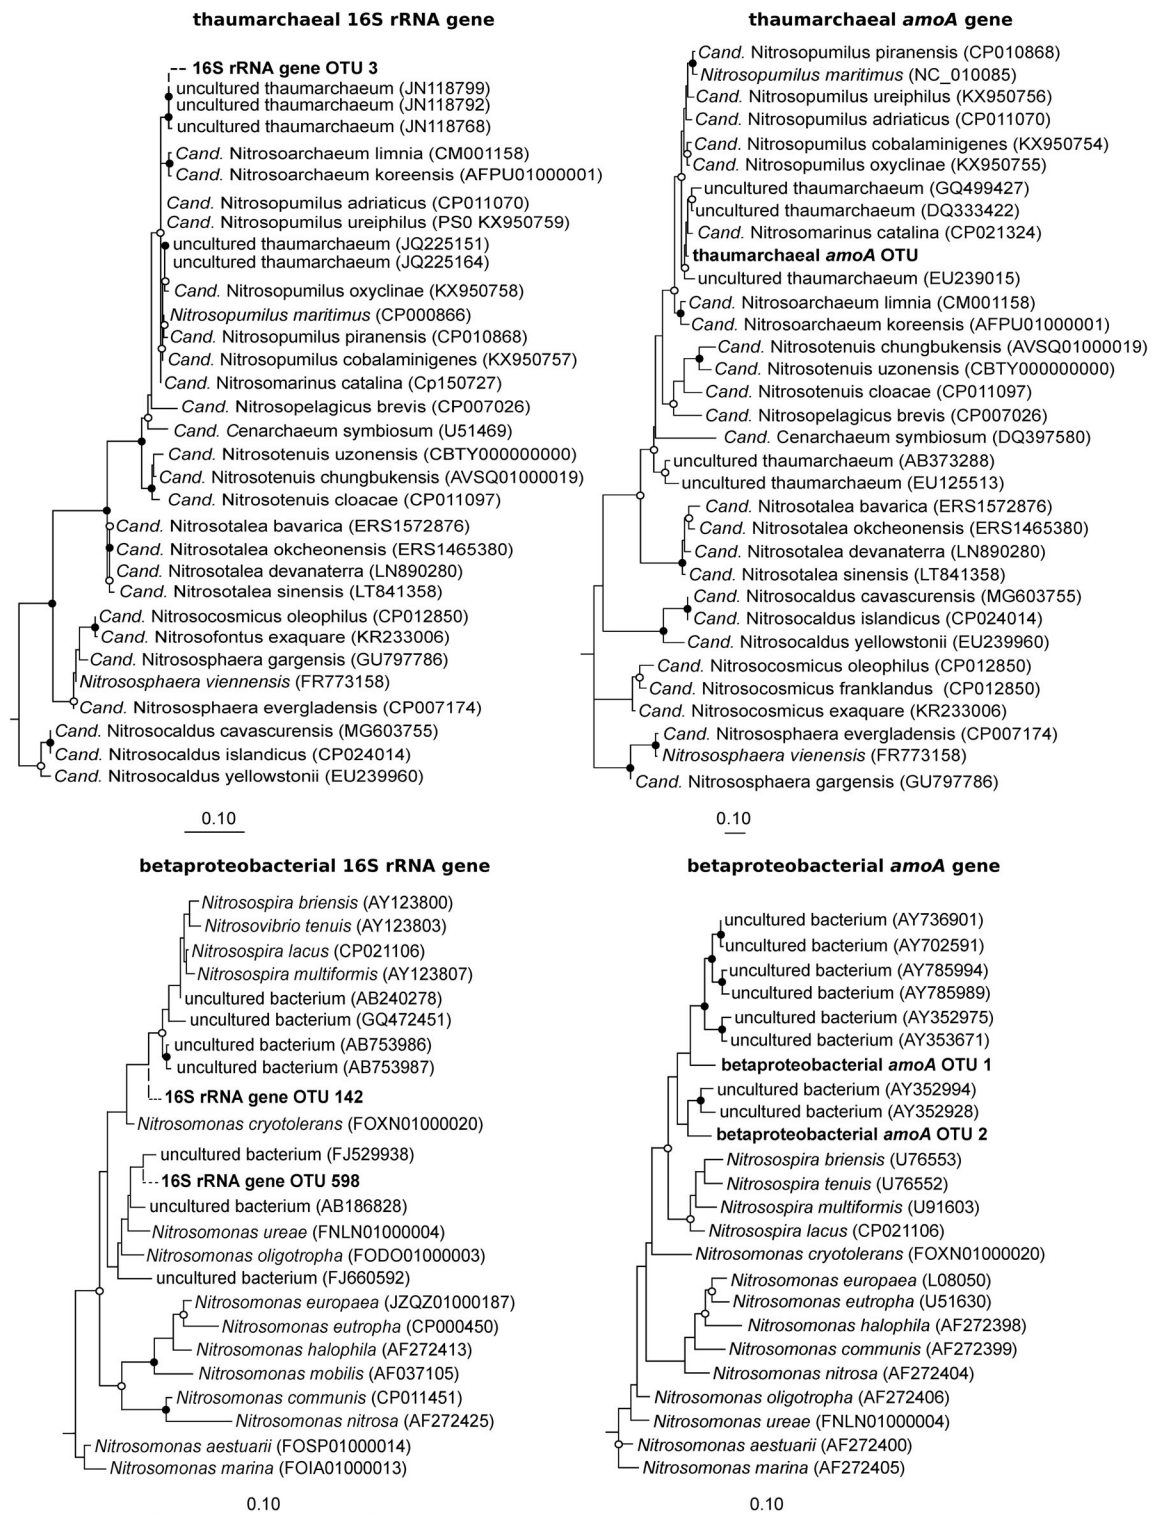 thaumarchaeal 16S rRNA gene
16S rRNA gene OTU 3
uncultured thaumarchaeum (JN118799)
uncultured thaumarchaeum (JN118792)
uncultured thaumarchaeum (JN118768)
Cand. Nitrosoarchaeum limnia (CM001158)
Cand. Nitrosoarchaeum koreensis (AFPU01000001)
Cand. Nitrosopumilus adriaticus (CP011070)
Cand. Nitrosopumilus ureiphilus (PS0 KX950759)
uncultured thaumarchaeum (JQ225151)
uncultured thaumarchaeum (JQ225164)
Cand. Nitrosopumilus oxyclinae (KX950758)
Nitrosopumilus maritimus (CP000866)
Cand. Nitrosopumilus piranensis (CP010868)
Cand. Nitrosopumilus cobalaminigenes (KX950757)
Cand. Nitrosomarinus catalina (Cp150727)
Cand. Nitrosopelagicus brevis (CP007026)
Cand. Cenarchaeum symbiosum (U51469)
Cand. Nitrosotenuis uzonensis (CBTY000000000)
Cand. Nitrosotenuis chungbukensis (AVSQ01000019)
Cand. Nitrosotenuis cloacae (CP011097)
Cand. Nitrosotalea bavarica (ERS1572876)
Cand. Nitrosotalea okcheonensis (ERS1465380)
Cand. Nitrosotalea devanaterra (LN890280)
Cand. Nitrosotalea sinensis (LT841358)
Cand. Nitrosocosmicus oleophilus (CP012850)
Cand. Nitrosofontus exaquare (KR233006)
Cand. Nitrososphaera gargensis (GU797786)
Nitrososphaera viennensis (FR773158)
Cand. Nitrososphaera evergladensis (CP007174)
Cand. Nitrosocaldus cavascurensis (MG603755)
Cand. Nitrosocaldus islandicus (CP024014)
Cand. Nitrosocaldus yellowstonii (EU239960)
0.10
thaumarchaeal amoA gene
Cand. Nitrosopumilus piranensis (CP010868)
Nitrosopumilus maritimus (NC_010085)
Cand. Nitrosopumilus ureiphilus (KX950756)
Cand. Nitrosopumilus adriaticus (CP011070)
Cand. Nitrosopumilus cobalaminigenes (KX950754)
Cand. Nitrosopumilus oxyclinae (KX950755)
uncultured thaumarchaeum (GQ499427)
uncultured thaumarchaeum (DQ333422)
Cand. Nitrosomarinus catalina (CP021324)
thaumarchaeal amoA OTU
uncultured thaumarchaeum (EU239015)
Cand. Nitrosoarchaeum limnia (CM001158)
Cand. Nitrosoarchaeum koreensis (AFPU01000001)
Cand. Nitrosotenuis chungbukensis (AVSQ01000019)
Cand. Nitrosotenuis uzonensis (CBTY000000000)
Cand. Nitrosotenuis cloacae (CP011097)
Cand. Nitrosopelagicus brevis (CP007026)
Cand. Cenarchaeum symbiosum (DQ397580)
uncultured thaumarchaeum (AB373288)
uncultured thaumarchaeum (EU125513)
Cand. Nitrosotalea bavarica (ERS1572876)
Cand. Nitrosotalea okcheonensis (ERS1465380)
Cand. Nitrosotalea devanaterra (LN890280)
Cand. Nitrosotalea sinensis (LT841358)
Cand. Nitrosocaldus cavascurensis (MG603755)
Cand. Nitrosocaldus islandicus (CP024014)
Cand. Nitrosocaldus yellowstonii (EU239960)
Cand. Nitrosocosmicus oleophilus (CP012850)
Cand. Nitrosocosmicus franklandus (CP012850)
Cand. Nitrosocosmicus exaquare (KR233006)
Cand. Nitrososphaera evergladensis (CP007174)
Nitrososphaera vienensis (FR773158)
Cand. Nitrososphaera gargensis (GU797786)
0.10
betaproteobacterial 16S rRNA gene
Nitrosospira briensis (AY123800)
Nitrosovibrio tenuis (AY123803)
Nitrosospira lacus (CP021106)
Nitrosospira multiformis (AY123807)
uncultured bacterium (AB240278)
uncultured bacterium (GQ472451)
uncultured bacterium (AB753986)
uncultured bacterium (AB753987)
16S rRNA gene OTU 142
Nitrosomonas cryotolerans (FOXN01000020)
uncultured bacterium (FJ529938)
16S rRNA gene OTU 598
uncultured bacterium (AB186828)
Nitrosomonas ureae (FNLN01000004)
Nitrosomonas oligotropha (FODO01000003)
uncultured bacterium (FJ660592)
Nitrosomonas europaea (JZQZ01000187)
Nitrosomonas eutropha (CP000450)
Nitrosomonas halophila (AF272413)
Nitrosomonas mobilis (AF037105)
Nitrosomonas communis (CP011451)
Nitrosomonas nitrosa (AF272425)
Nitrosomonas aestuarii (FOSP01000014)
Nitrosomonas marina (FOIA01000013)
0.10
betaproteobacterial amoA gene
uncultured bacterium (AY736901)
uncultured bacterium (AY702591)
uncultured bacterium (AY785994)
uncultured bacterium (AY785989)
uncultured bacterium (AY352975)
uncultured bacterium (AY353671)
betaproteobacterial amoA OTU 1
uncultured bacterium (AY352994)
uncultured bacterium (AY352928)
betaproteobacterial amoA OTU 2
Nitrosospira briensis (U76553)
Nitrosospira tenuis (U76552)
Nitrosospira multiformis (U91603)
Nitrosospira lacus (CP021106)
Nitrosomonas cryotolerans (FOXN01000020)
Nitrosomonas europaea (L08050)
Nitrosomonas eutropha (U51630)
Nitrosomonas halophila (AF272398)
Nitrosomonas communis (AF272399)
Nitrosomonas nitrosa (AF272404)
Nitrosomonas oligotropha (AF272406)
Nitrosomonas ureae (FNLN01000004)
Nitrosomonas aestuarii (AF272400)
Nitrosomonas marina (AF272405)
0.10